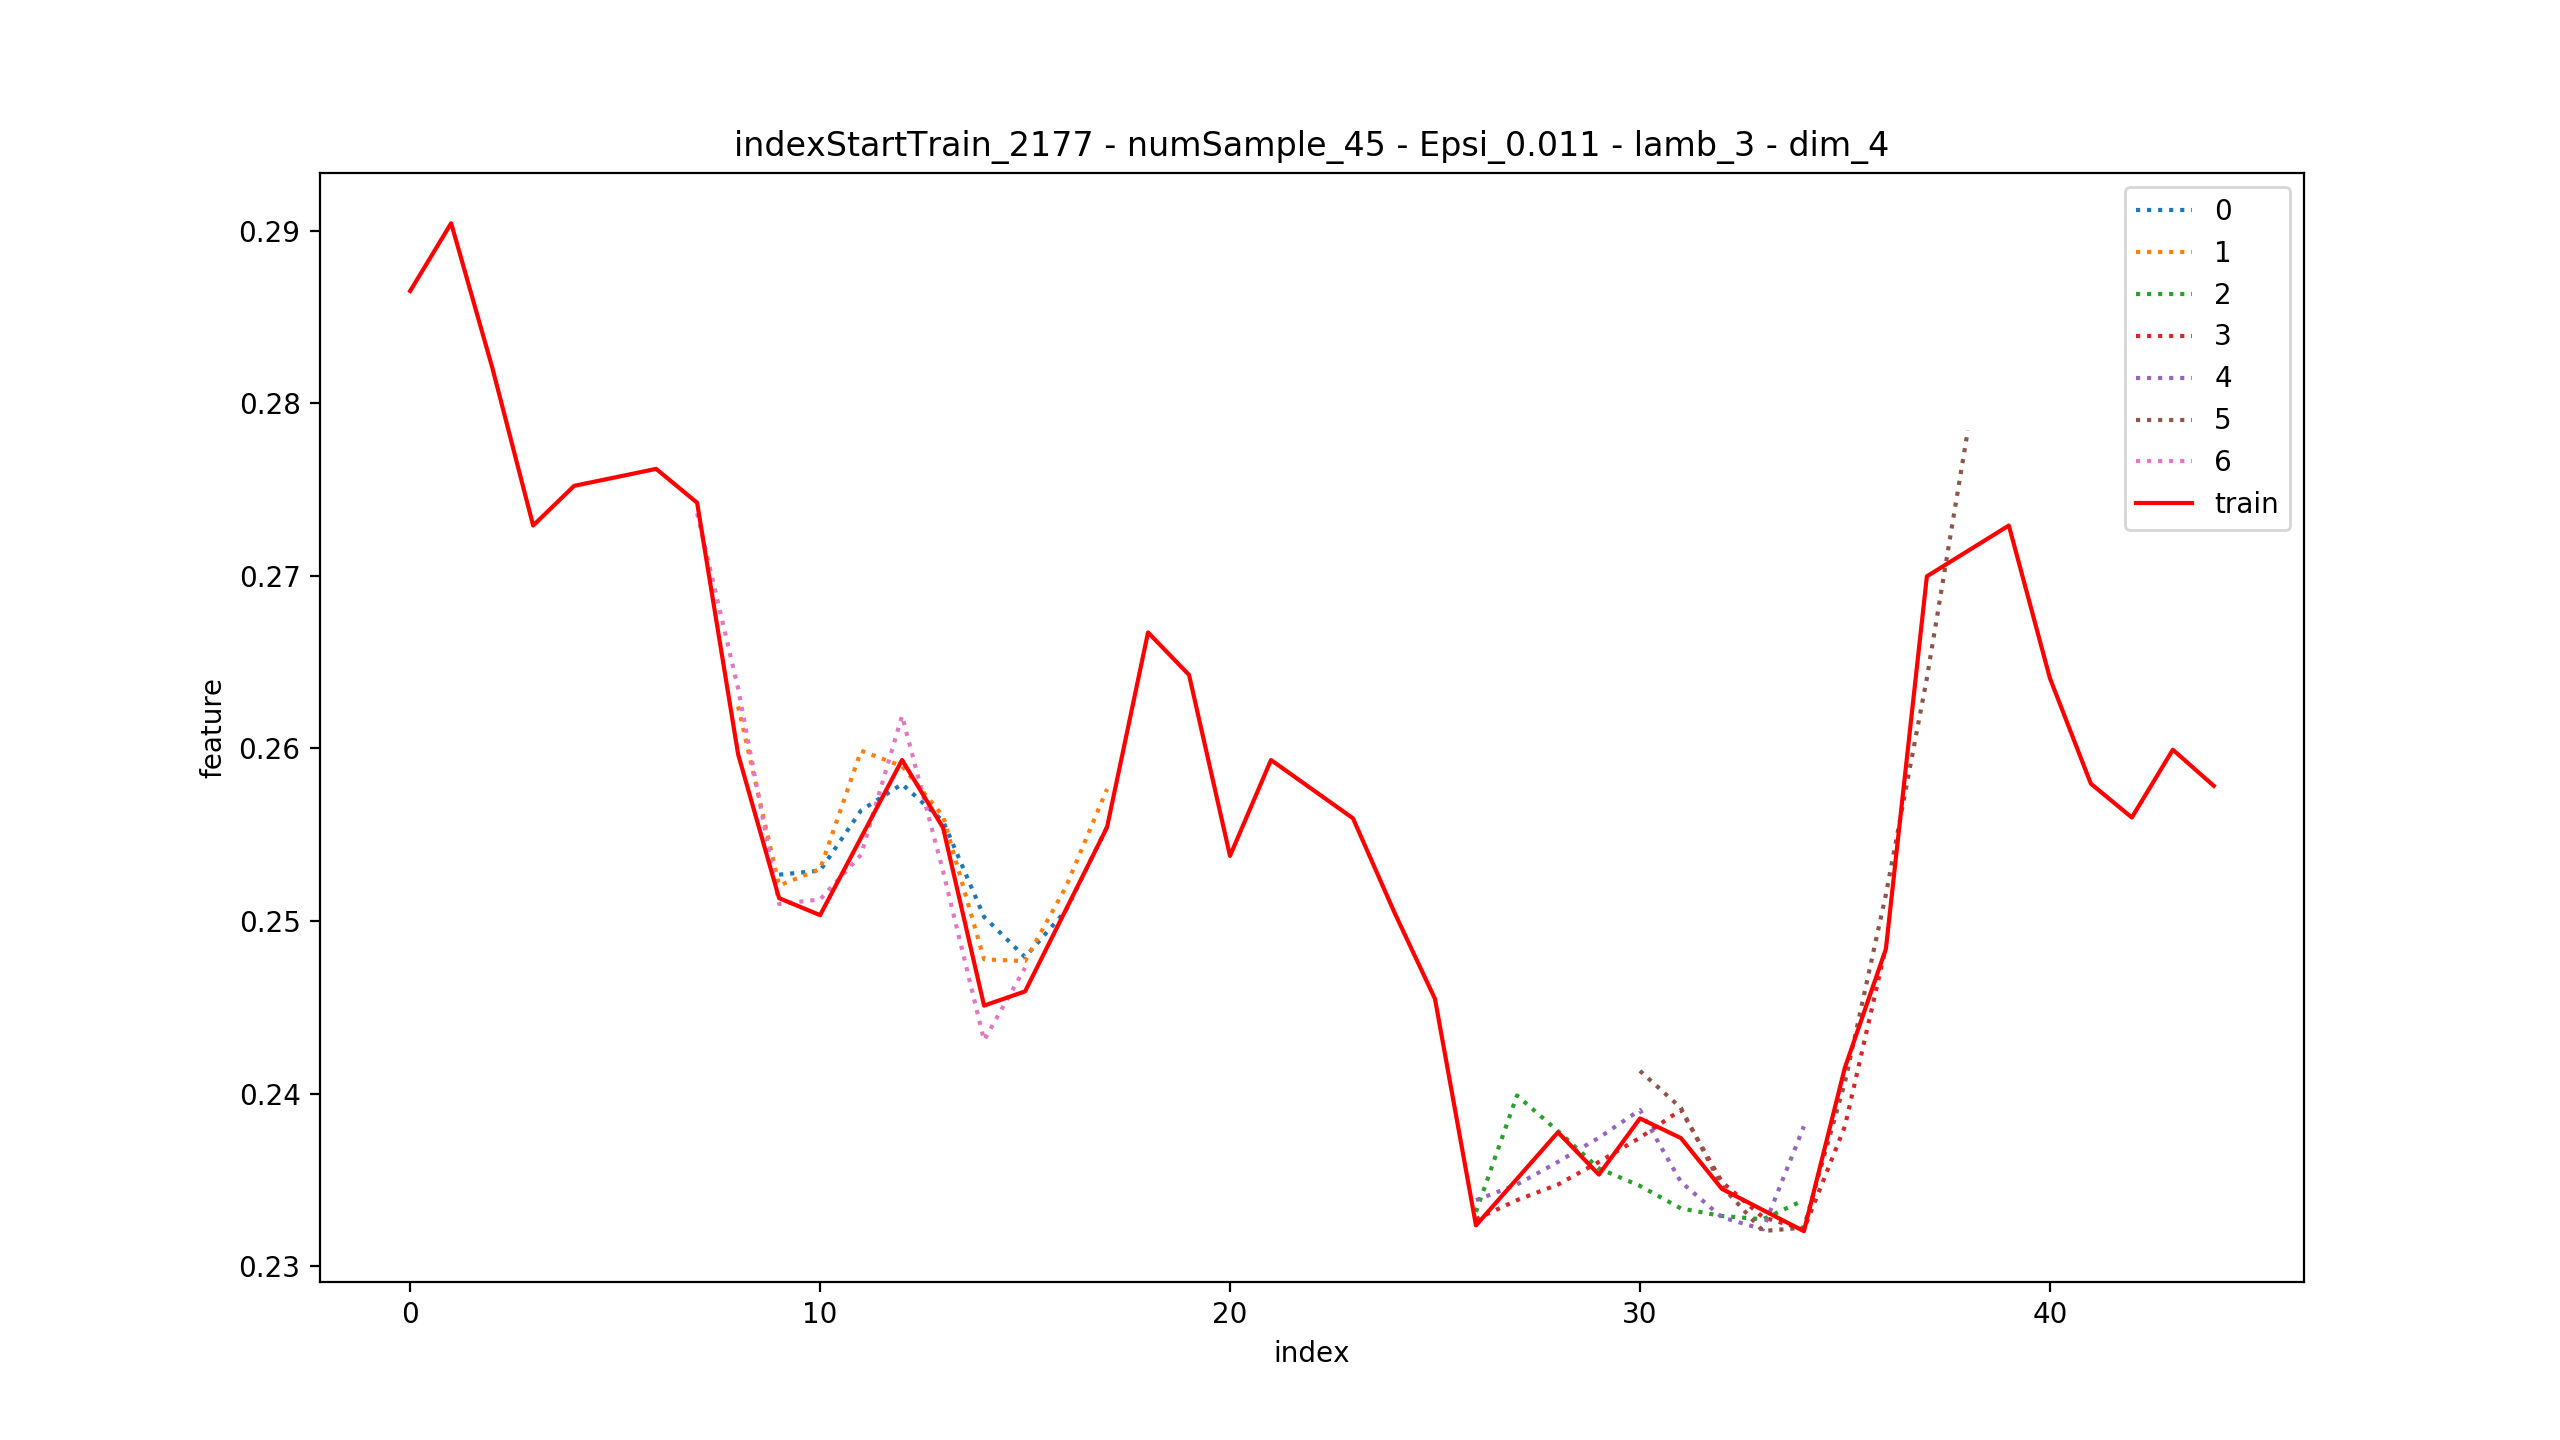 indexStartTrain_2177 - numSample_45 - Epsi_0.011 - lamb_3 - dim_4
0
1
2
3
4
5
6
train
0.29
0.28
0.27
0.26
0.25
0.24
0.23
feature
0 10 20 30 40
index